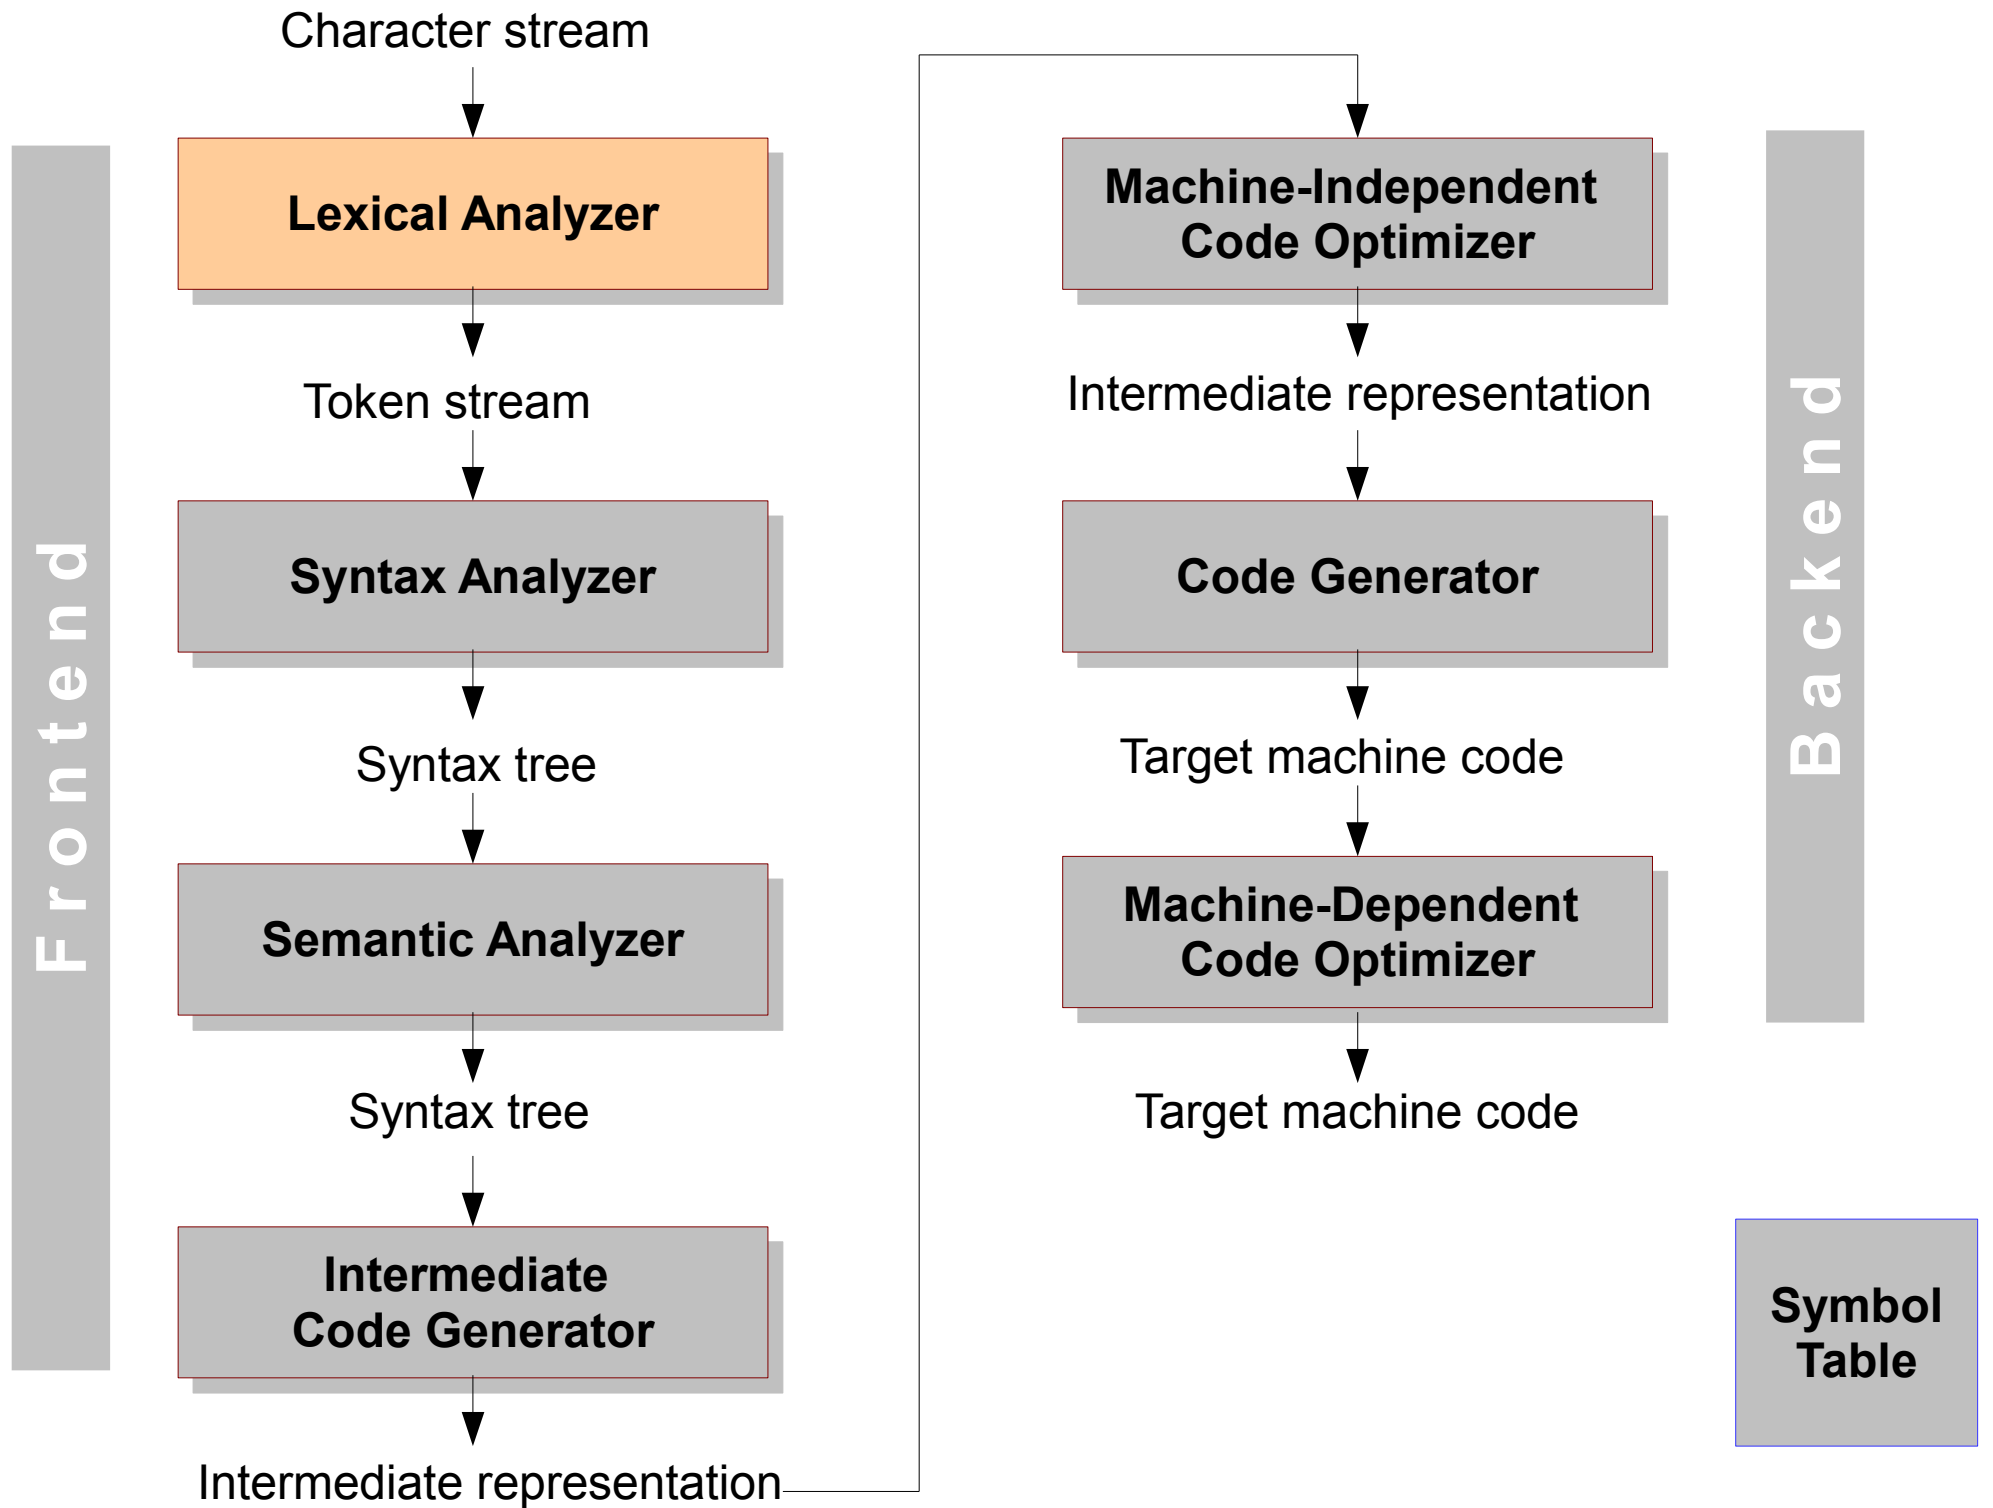 Character stream
Frontend
Lexical Analyzer
Token stream
Syntax Analyzer
Syntax tree
Semantic Analyzer
Syntax tree
Intermediate
Code Generator
Intermediate representation
Machine-Independent
Code Optimizer
Intermediate representation
Code Generator
Target machine code
Machine-Dependent
Code Optimizer
Target machine code
Backend
Symbol
Table